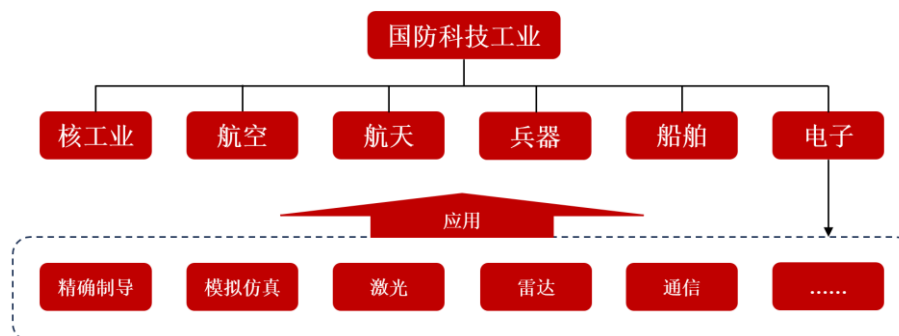 国防科技工业
核工业
航空
航天
兵器
船舶
电子
应用
精确制导
模拟仿真
激光
雷达
通信
……